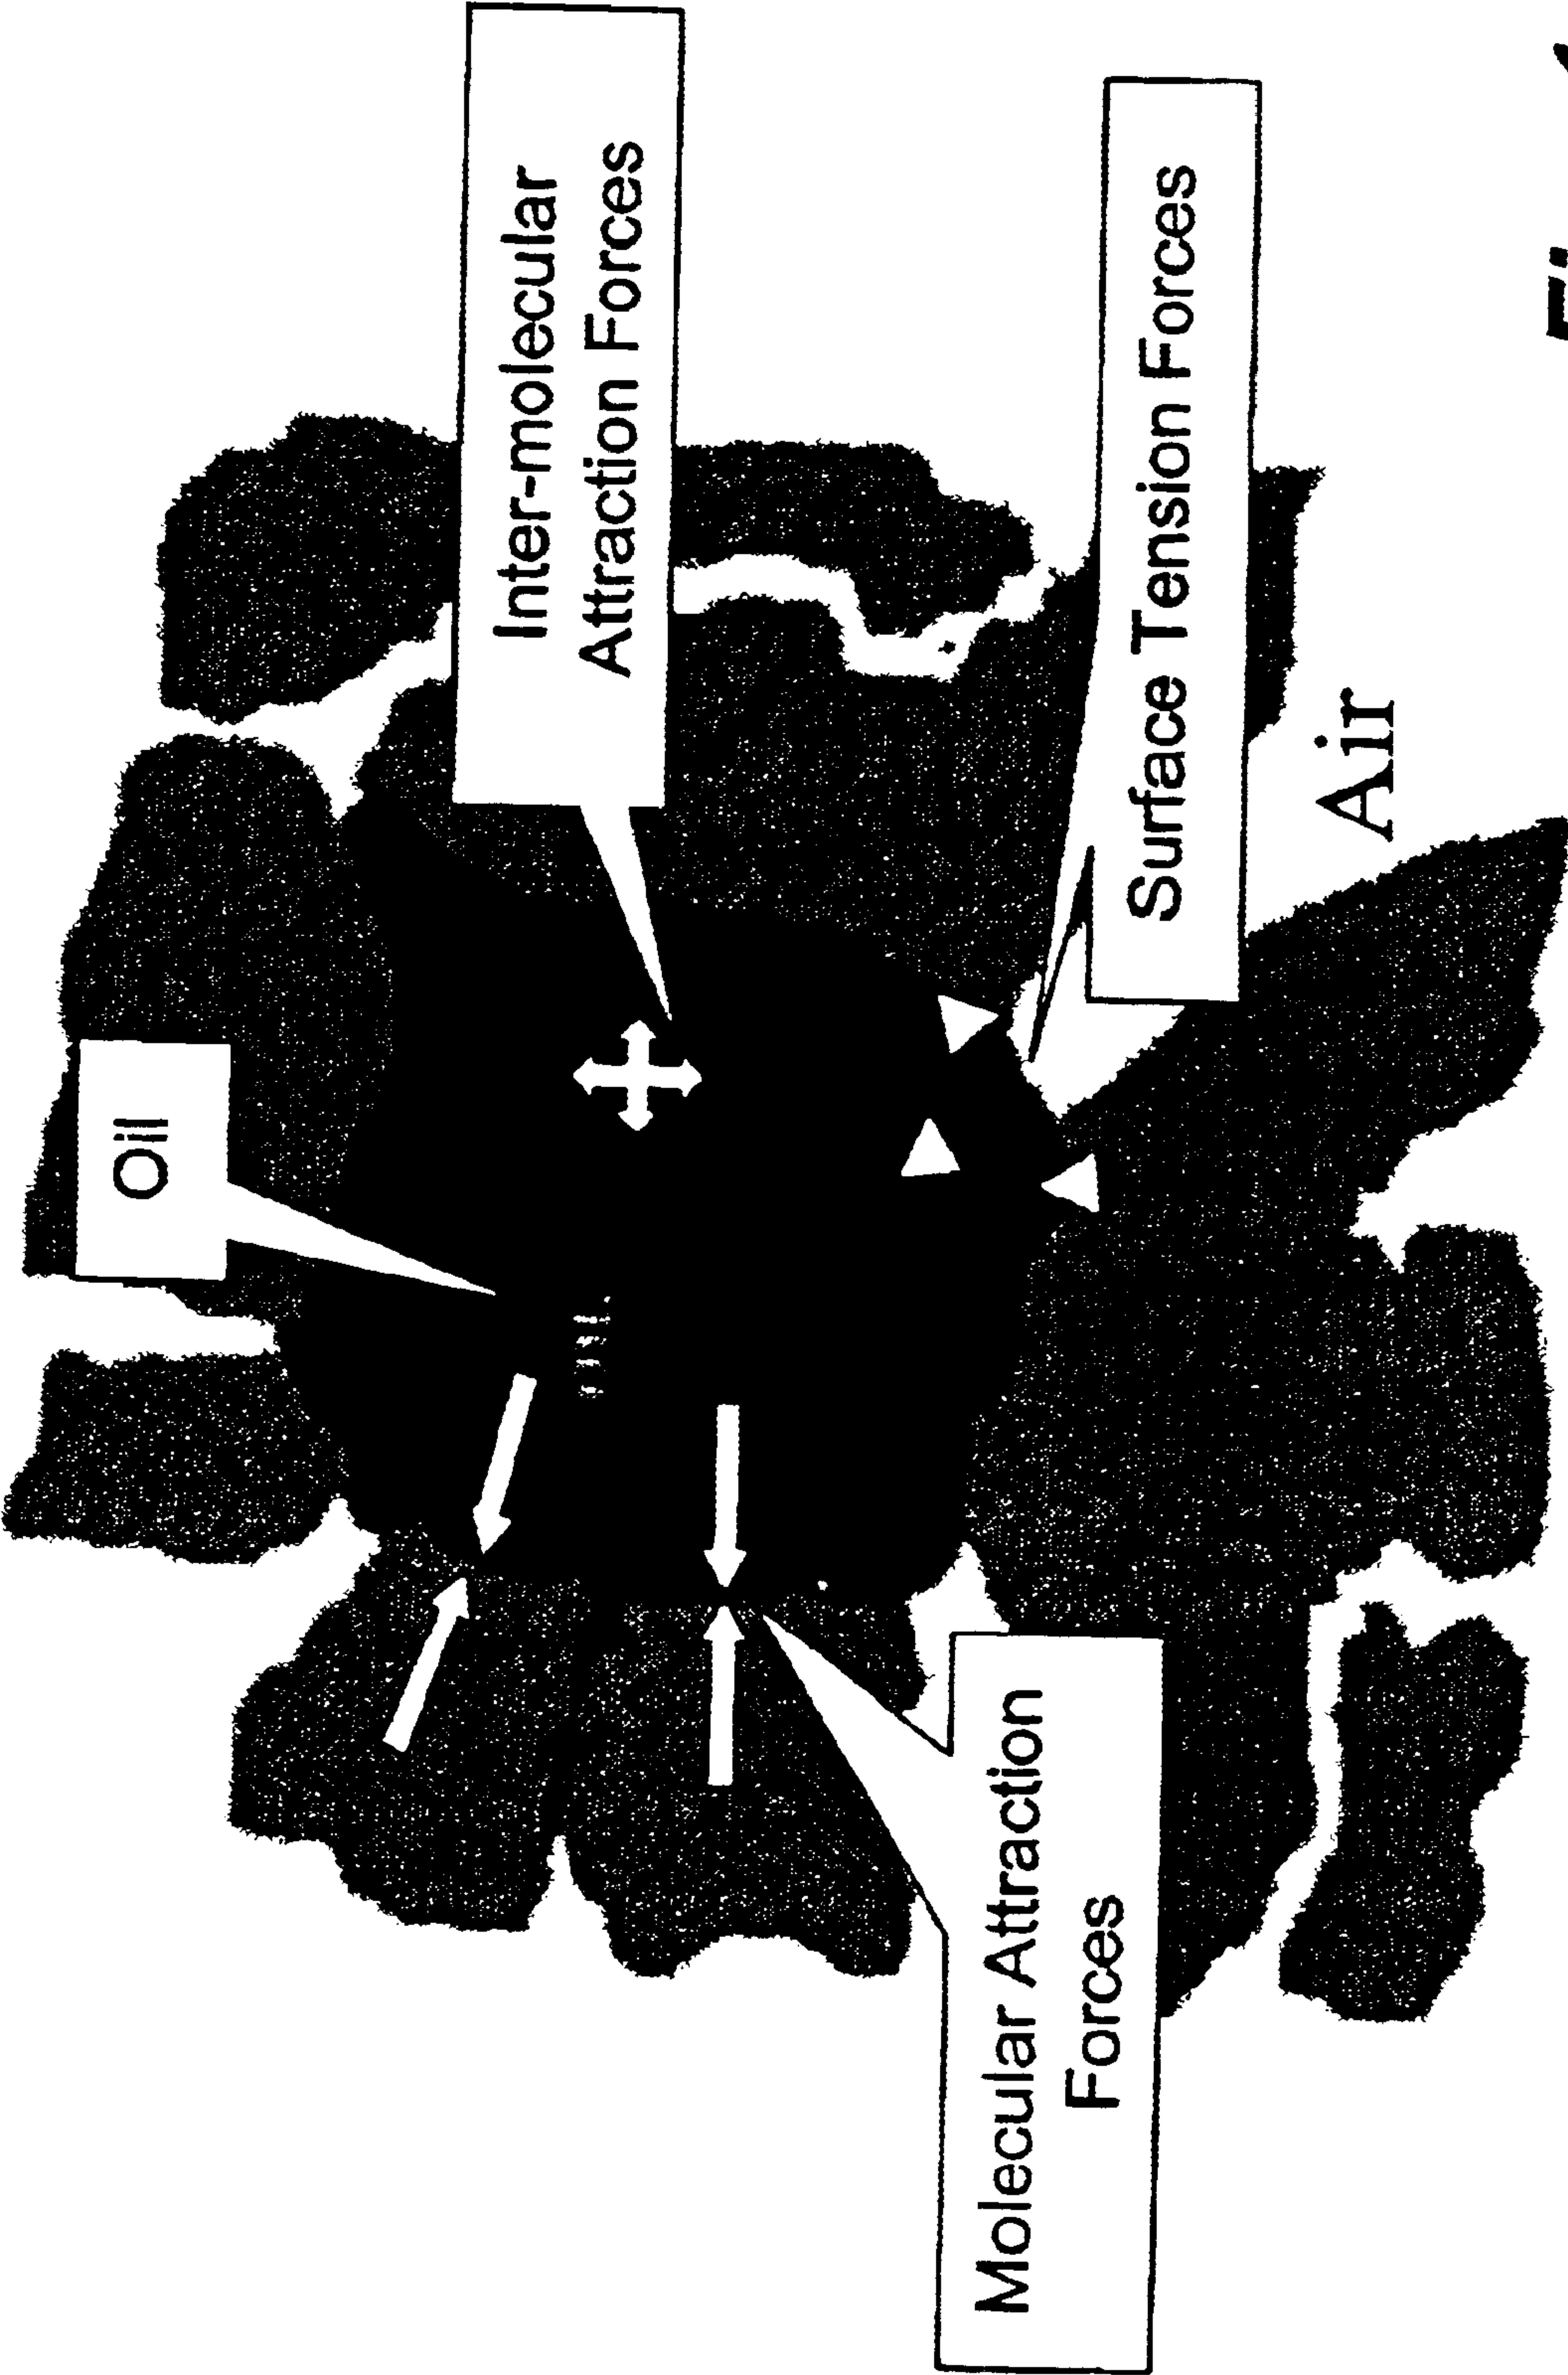 Oil
Inter-molecular
Attraction Forces
Molecular Attraction
Forces
Surface Tension Forces
Air